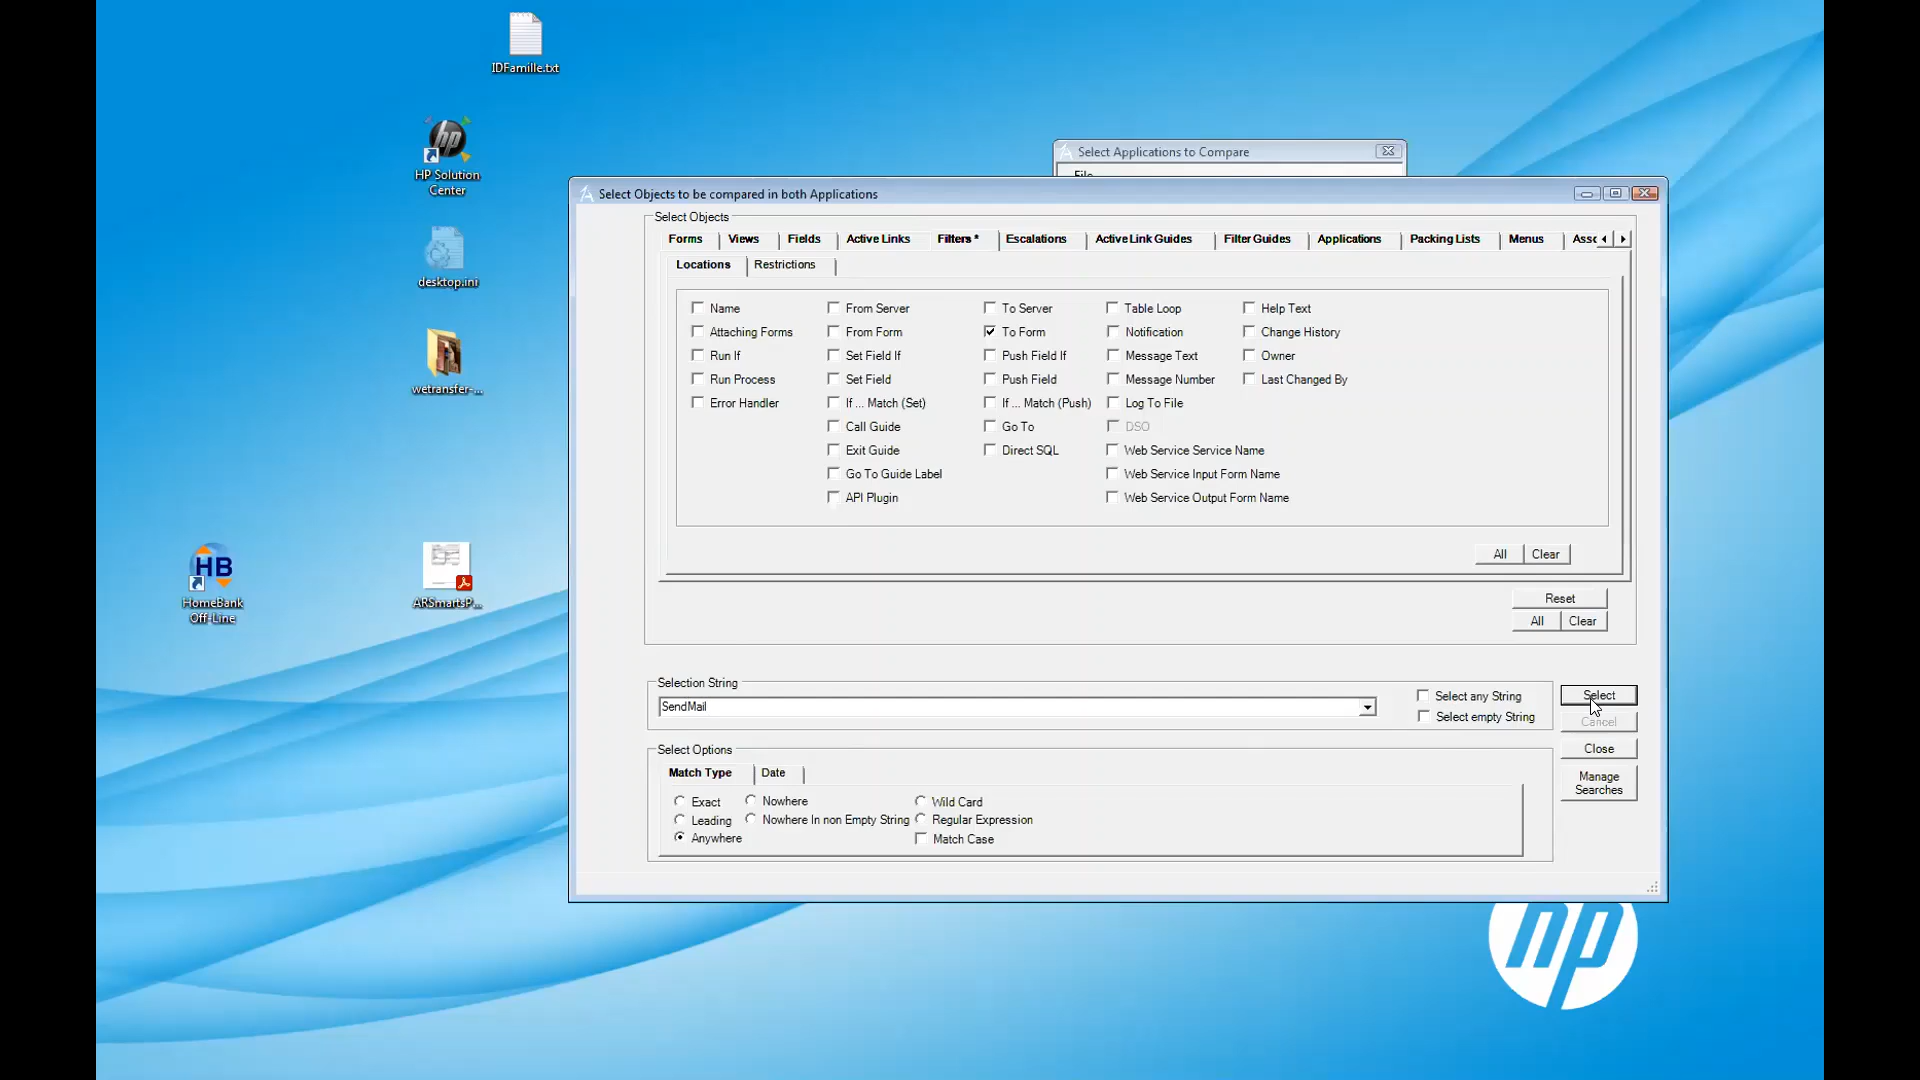 IDFamille.txt
HP Solution
Center
desktop.ini
wetransfer-...
HB
HomeBank
Off-Line
ARSmartsP...
hp
Select Applications to Compare
File
Select Objects to be compared in both Applications
Select Objects
Forms Views Fields Active Links Filters * Escalations Active Link Guides Filter Guides Applications Packing Lists Menus Assc
Locations Restrictions
Name From Server To Server Table Loop Help Text
Attaching Forms From Form To Form Notification Change History
Run If Set Field If Push Field If Message Text Owner
Run Process Set Field Push Field Message Number Last Changed By
Error Handler If ... Match (Set) If ... Match (Push) Log To File
Call Guide Go To DSO
Exit Guide Direct SQL Web Service Service Name
Go To Guide Label Web Service Input Form Name
API Plugin Web Service Output Form Name
All Clear
Reset
All Clear
Selection String
SendMail
Select any String
Select empty String
Select
Cancel
Close
Manage
Searches
Select Options
Match Type Date
Exact Nowhere Wild Card
Leading Nowhere In non Empty String Regular Expression
Anywhere Match Case
hp